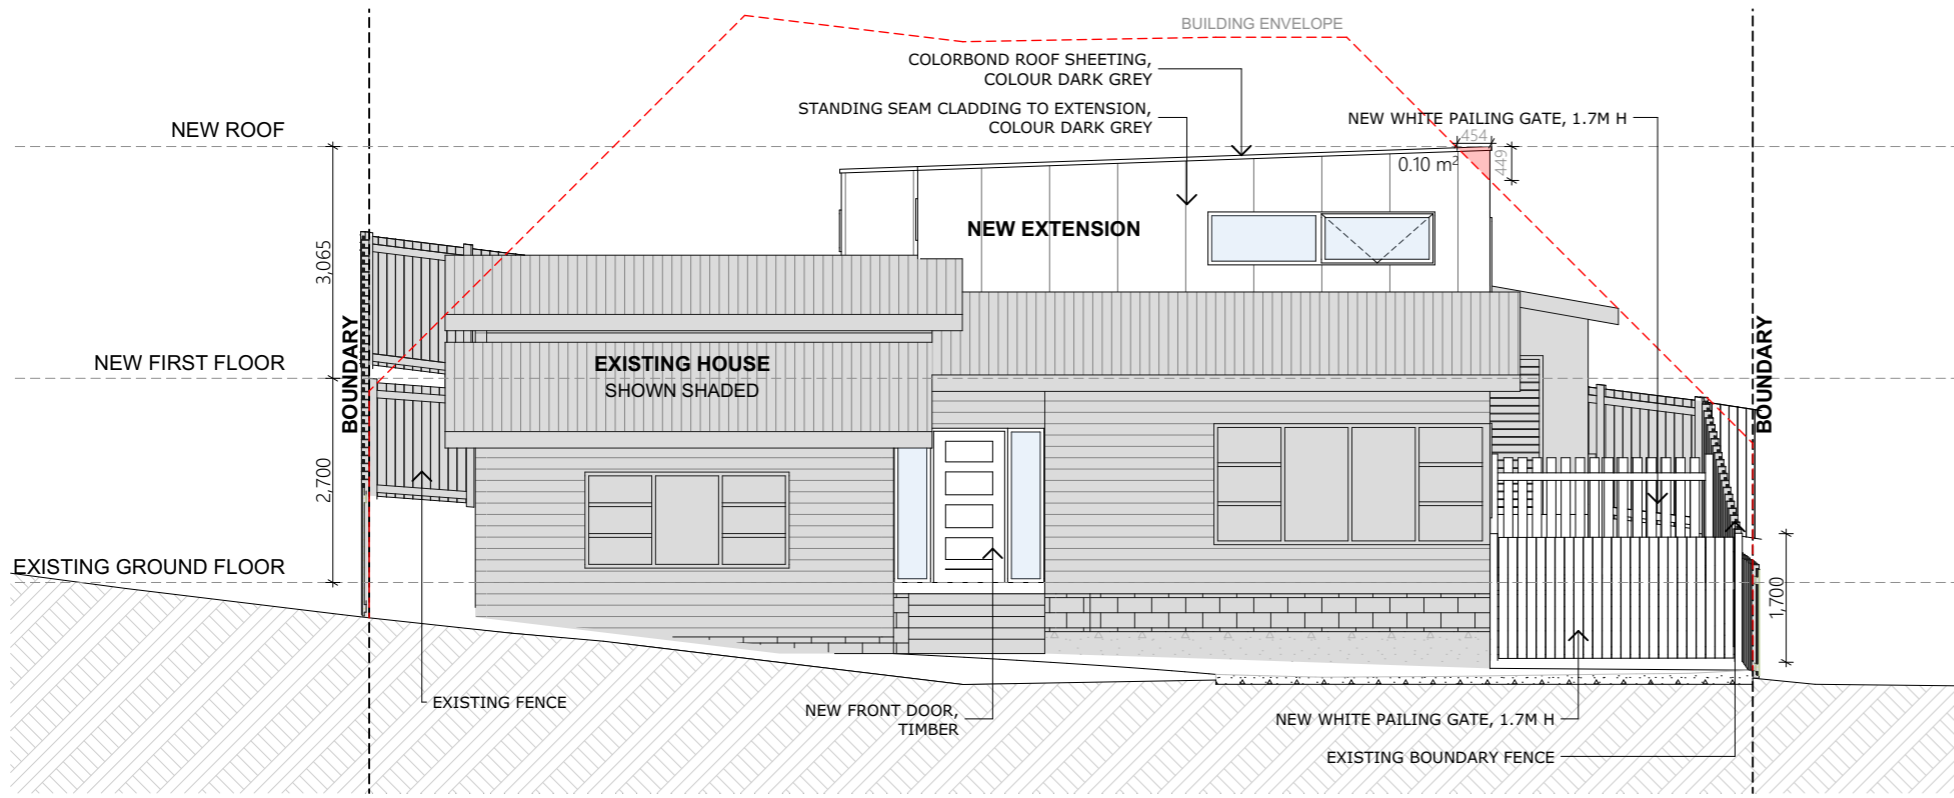 BUILDING ENVELOPE
COLORBOND ROOF SHEETING,
COLOUR DARK GREY
STANDING SEAM CLADDING TO EXTENSION,
COLOUR DARK GREY
NEW WHITE PAILING GATE, 1.7M H
NEW ROOF
454
449
0.10 m²
NEW EXTENSION
3,065
BOUNDARY
BOUNDARY
NEW FIRST FLOOR
EXISTING HOUSE
SHOWN SHADED
2,700
EXISTING GROUND FLOOR
1,700
EXISTING FENCE
NEW FRONT DOOR,
TIMBER
NEW WHITE PAILING GATE, 1.7M H
EXISTING BOUNDARY FENCE